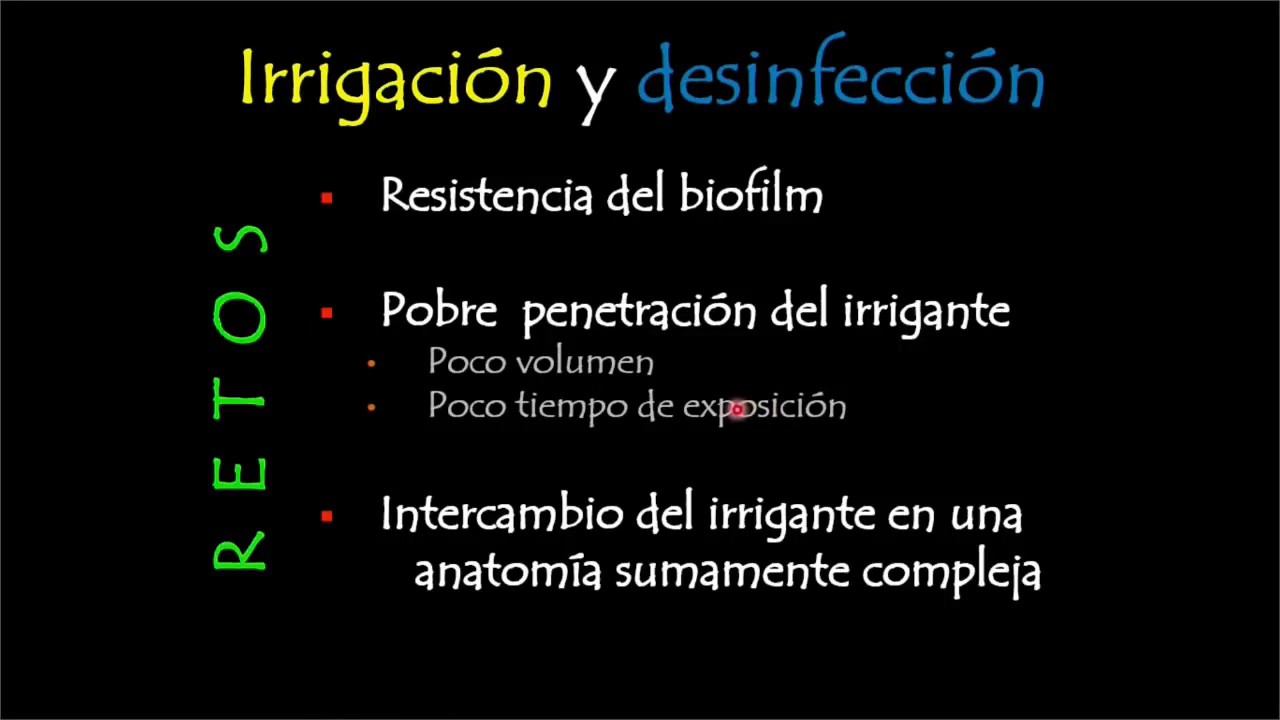 Irrigación y desinfección
RETOS
Resistencia del biofilm
Pobre penetración del irrigante
Poco volumen
Poco tiempo de exposición
Intercambio del irrigante en una
anatomía sumamente compleja